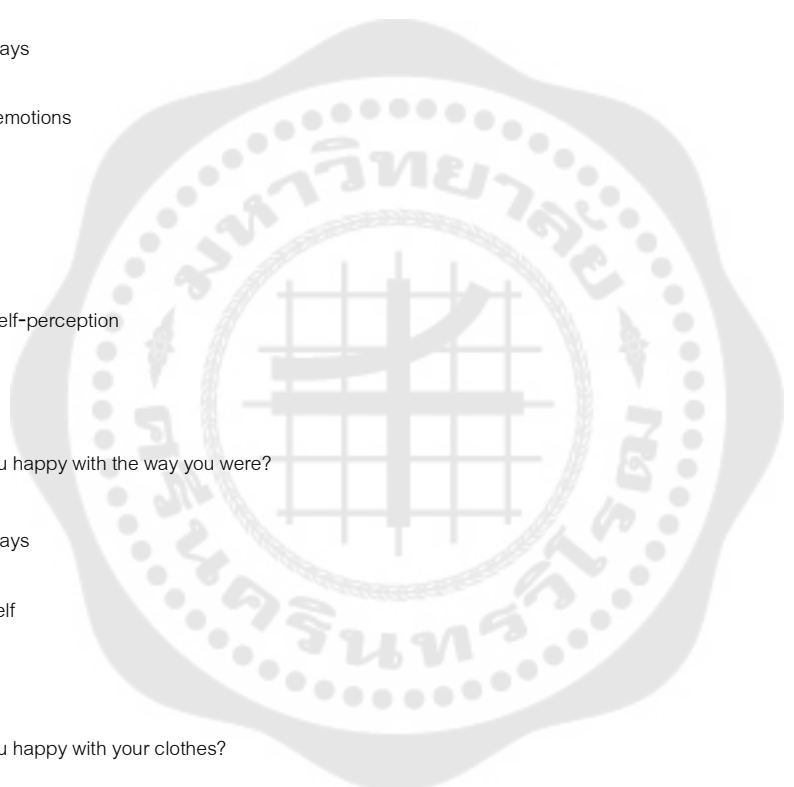 ays
emotions
มหาวิทยาลัย
elf-perception
u happy with the way you were?
ays
elf
ศรีนครินทรวิโรฒ
u happy with your clothes?